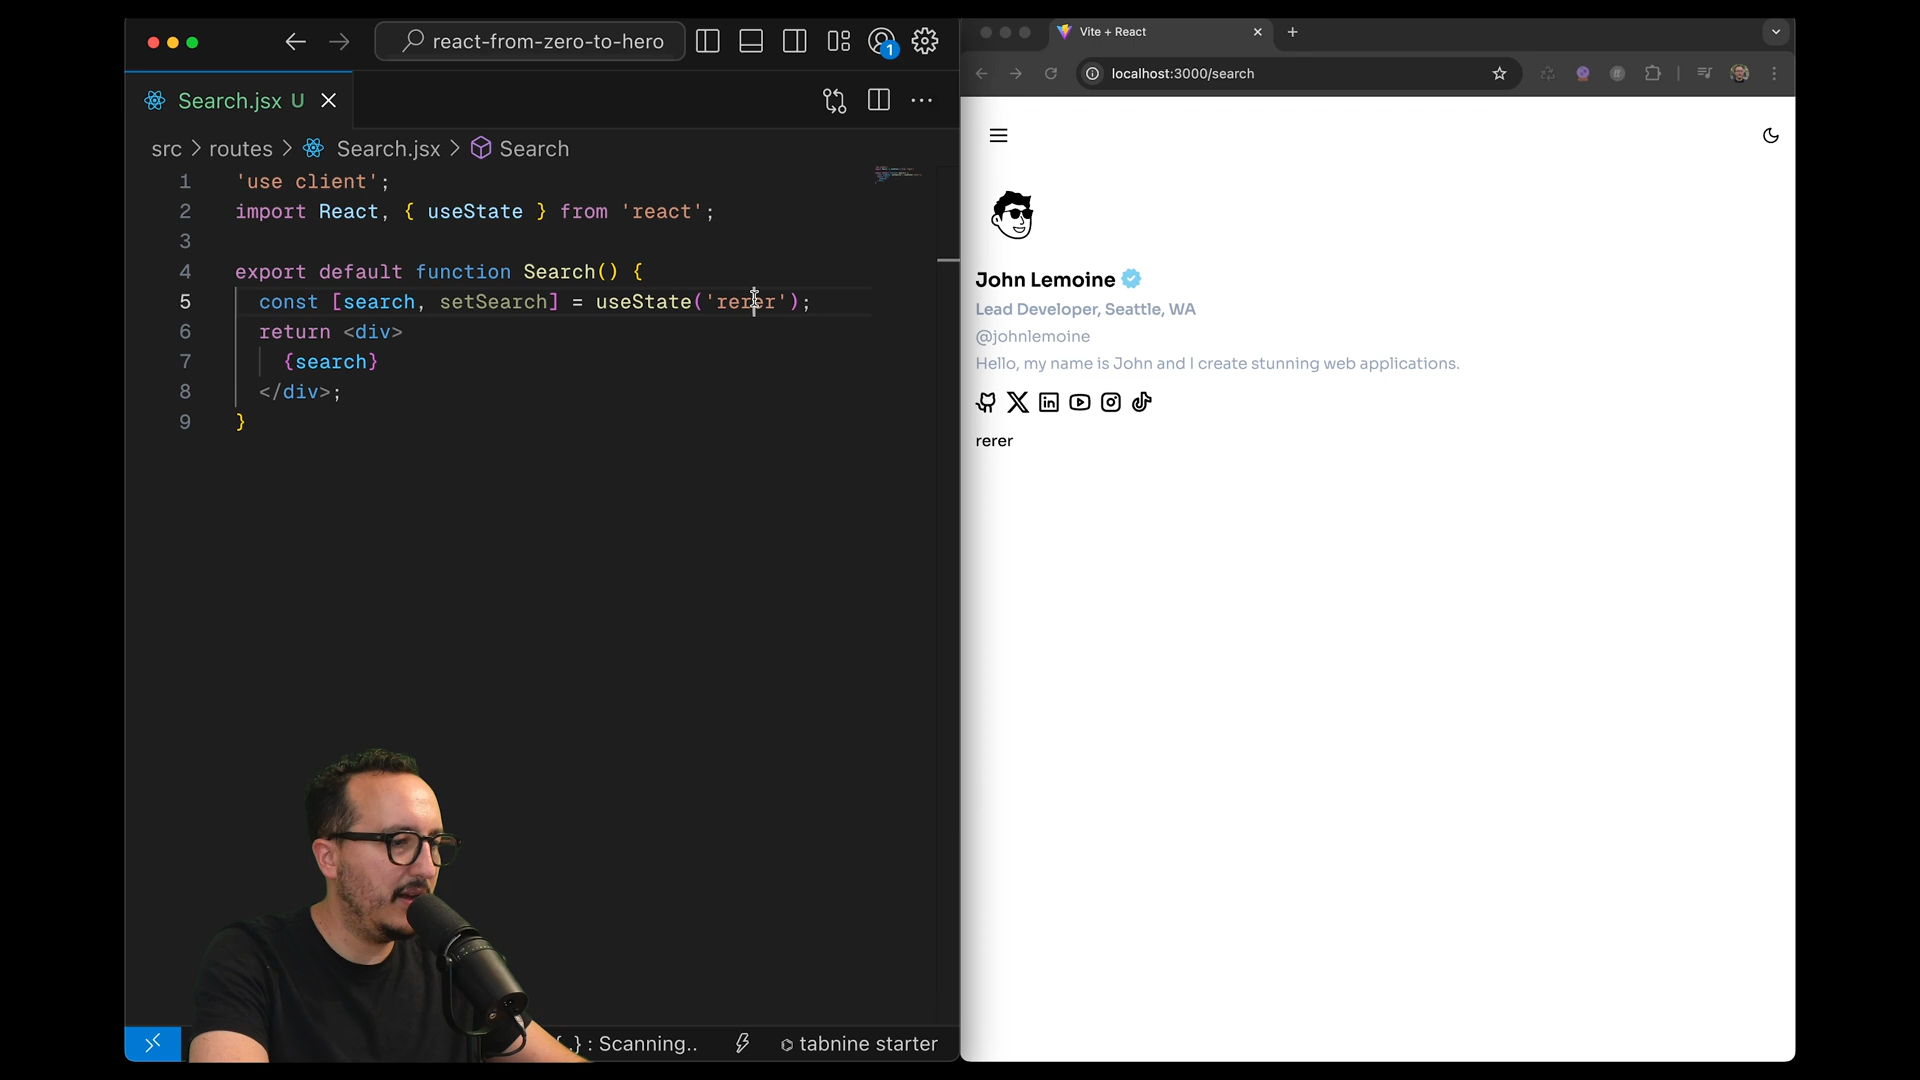 react-from-zero-to-hero
1
Search.jsx U
src > routes > Search.jsx > Search
1 'use client';
2 import React, { useState } from 'react';
3
4 export default function Search() {
5 const [search, setSearch] = useState('rerer');
6 return <div>
7 {search}
8 </div>;
9 }
{..} : Scanning..
tabnine starter
Vite + React
localhost:3000/search
John Lemoine
Lead Developer, Seattle, WA
@johnlemoine
Hello, my name is John and I create stunning web applications.
rerer